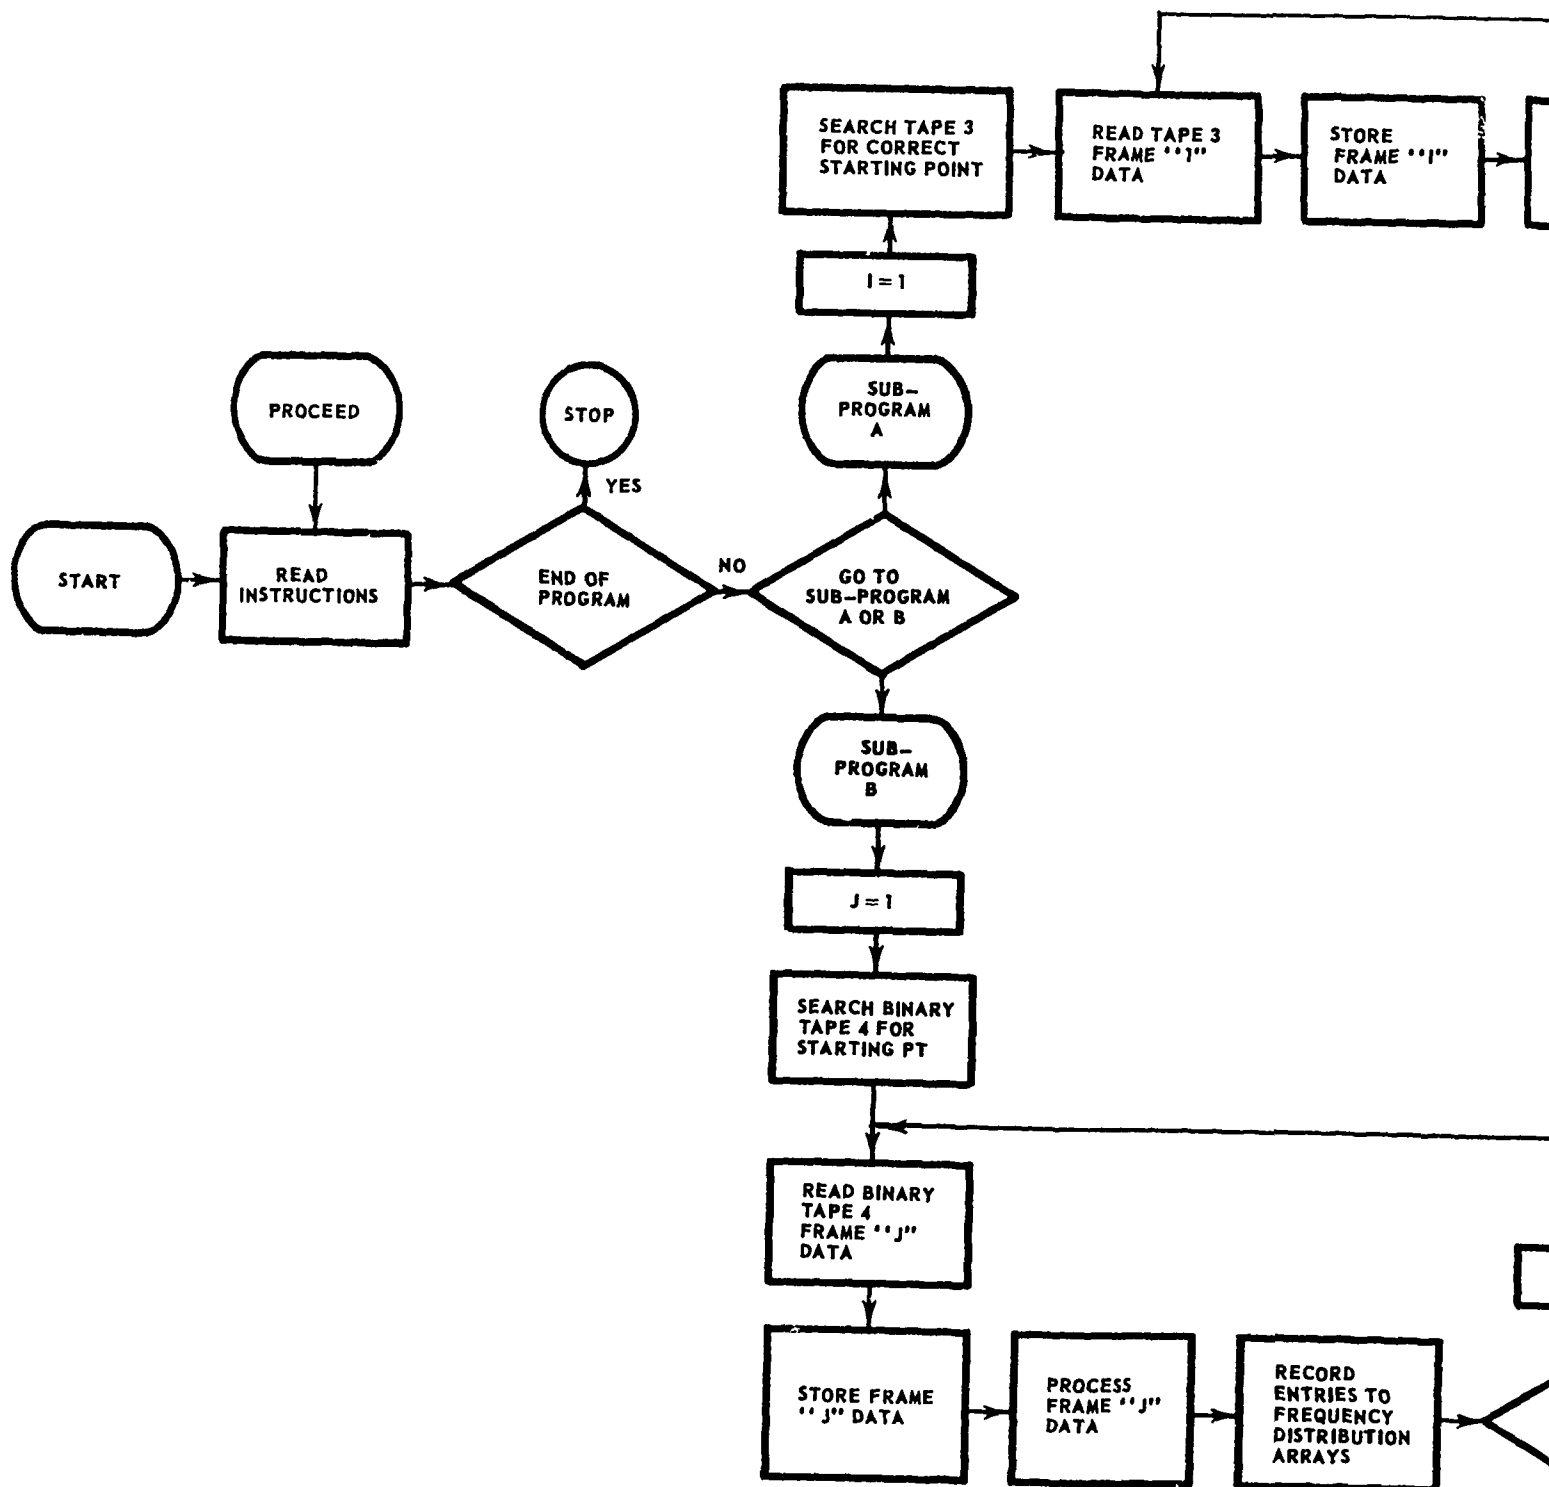 SEARCH TAPE 3
FOR CORRECT
STARTING POINT
READ TAPE 3
FRAME "I"
DATA
STORE
FRAME "I"
DATA
I = 1
SUB-
PROGRAM
A
PROCEED
STOP
YES
START
READ
INSTRUCTIONS
END OF
PROGRAM
NO
GO TO
SUB-PROGRAM
A OR B
SUB-
PROGRAM
B
J = 1
SEARCH BINARY
TAPE 4 FOR
STARTING PT
READ BINARY
TAPE 4
FRAME "J"
DATA
STORE FRAME
"J" DATA
PROCESS
FRAME "J"
DATA
RECORD
ENTRIES TO
FREQUENCY
DISTRIBUTION
ARRAYS